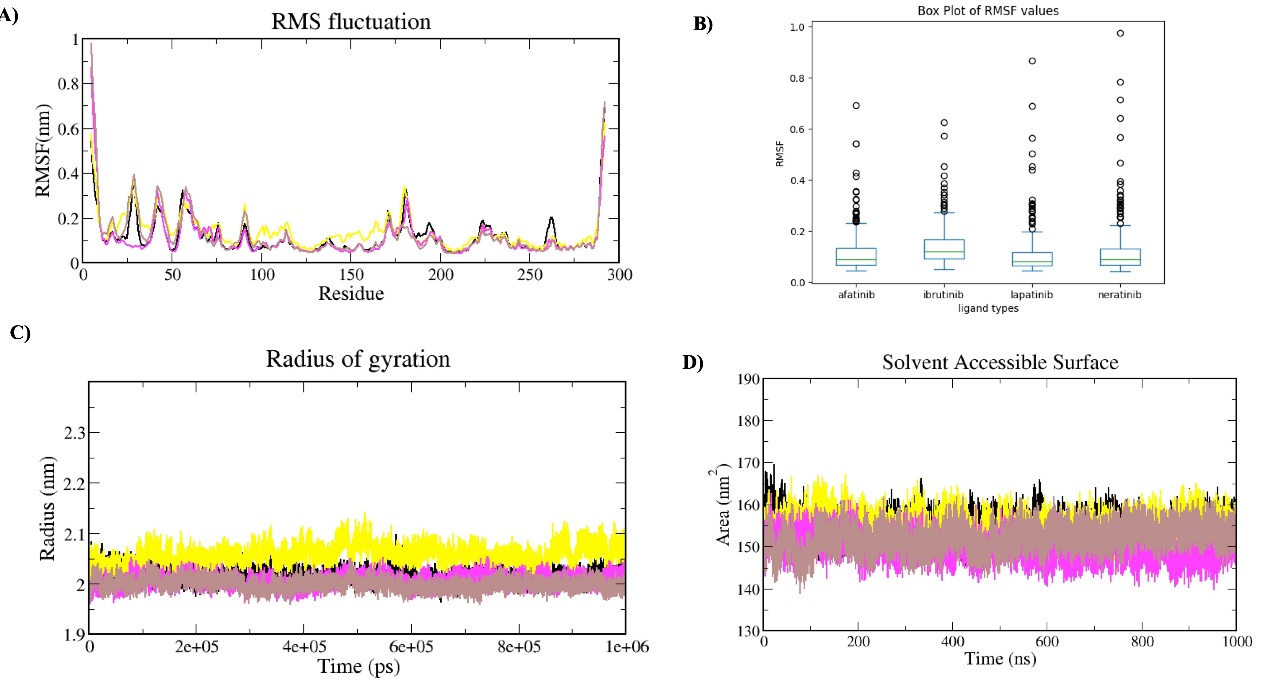 A)
RMS fluctuation
1
0.8
0.6
0.4
0.2
0
RMSF(nm)
0 50 100 150 200 250 300
Residue
B)
Box Plot of RMSF values
1.0
0.8
0.6
0.4
0.2
0.0
RMSF
afatinib ibrutinib lapatinib neratinib
ligand types
C)
Radius of gyration
2.3
2.2
2.1
2
1.9
Radius (nm)
0 2e+05 4e+05 6e+05 8e+05 1e+06
Time (ps)
D)
Solvent Accessible Surface
190
180
170
160
150
140
130
Area (nm²)
0 200 400 600 800 1000
Time (ns)